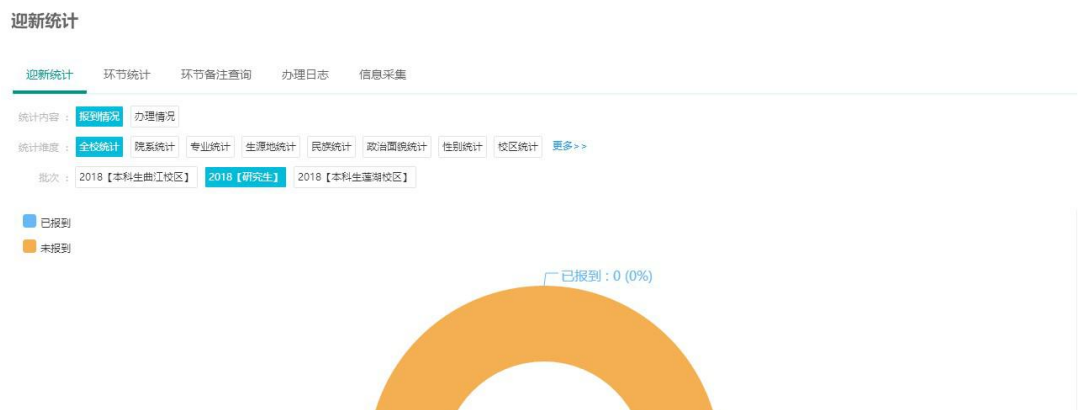 迎新统计
迎新统计 环节统计 环节备注查询 办理日志 信息采集
统计内容 : 报到情况 办理情况
统计维度 : 全校统计 院系统计 专业统计 生源地统计 民族统计 政治面貌统计 性别统计 校区统计 更多>>
批次 : 2018【本科生曲江校区】 2018【研究生】 2018【本科生莲湖校区】
已报到
未报到
已报到 : 0 (0%)